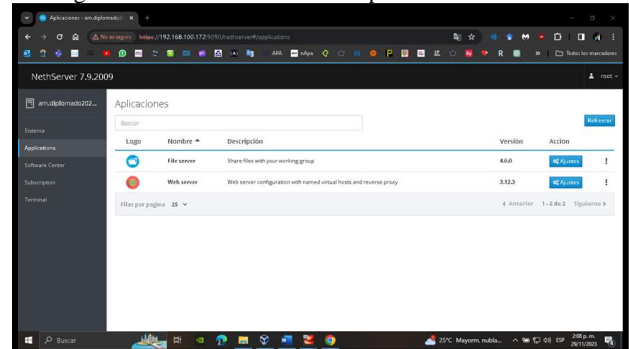 Aplicaciones - am.diplomado2
No es seguro https://192.168.100.172:9090/nethserver#/applications
APA
Todos los marcadores
NethServer 7.9.2009
root
am.diplomado202...
Aplicaciones
Buscar
Refrescar
Sistema
Applications
Software Center
Subscription
Terminal
Logo Nombre Descripción Versión Accion
File server Share files with your working group 4.6.0 Ajustes
Web server Web server configuration with named virtual hosts and reverse proxy 3.12.3 Ajustes
Filas por pagina 25 Anterior 1-2 de 2 Siguiente
Buscar
25°C Mayorm. nubla... ESP 2:08 p. m.
29/11/2023